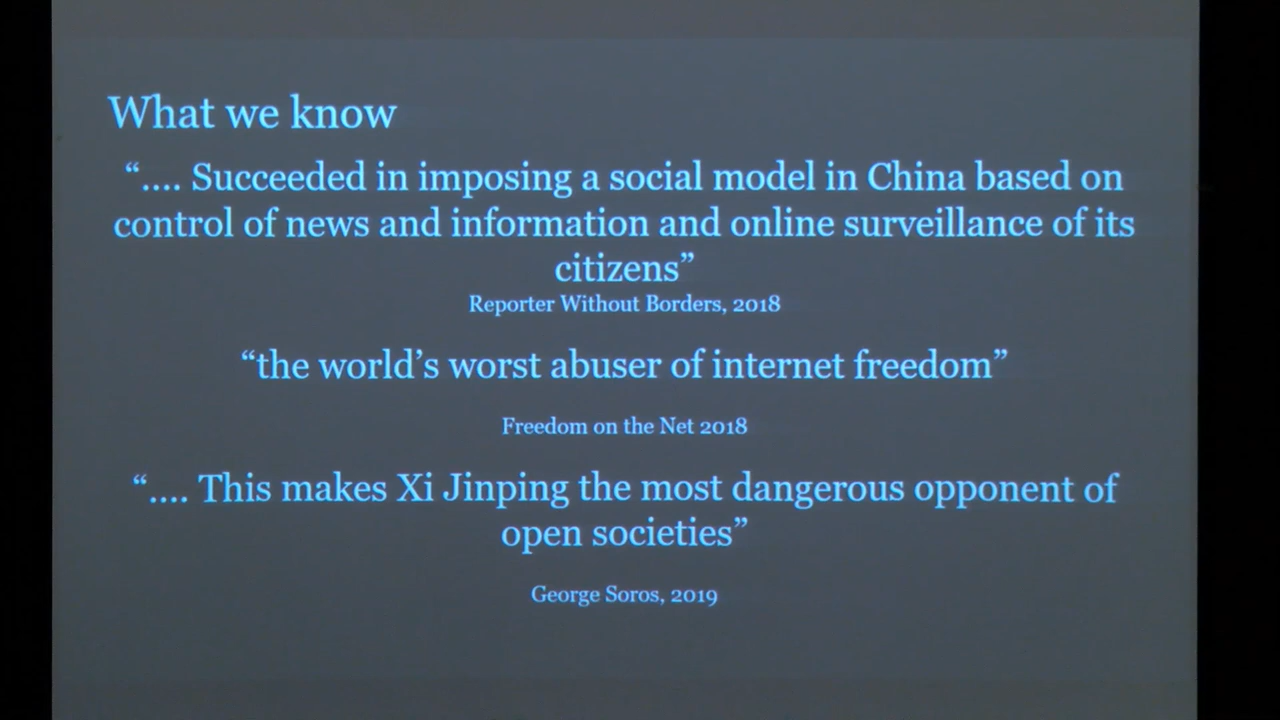 What we know
“.... Succeeded in imposing a social model in China based on
control of news and information and online surveillance of its
citizens”
Reporter Without Borders, 2018
“the world’s worst abuser of internet freedom”
Freedom on the Net 2018
“.... This makes Xi Jinping the most dangerous opponent of
open societies”
George Soros, 2019